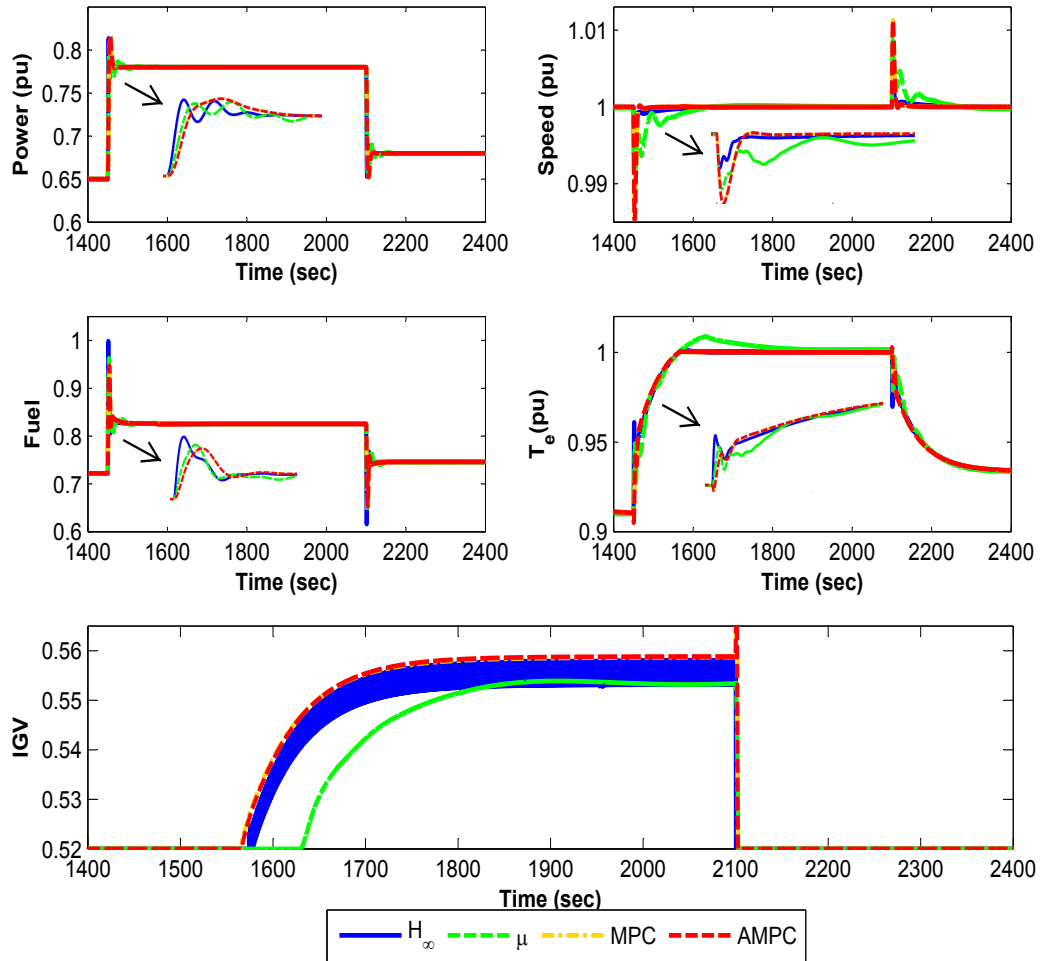 Power (pu)
0.8
0.75
0.7
0.65
0.6
1400 1600 1800 2000 2200 2400
Time (sec)
Speed (pu)
1.01
1
0.99
1400 1600 1800 2000 2200 2400
Time (sec)
Fuel
1
0.9
0.8
0.7
0.6
1400 1600 1800 2000 2200 2400
Time (sec)
T_e(pu)
1
0.95
0.9
1400 1600 1800 2000 2200 2400
Time (sec)
IGV
0.56
0.55
0.54
0.53
0.52
1400 1500 1600 1700 1800 1900 2000 2100 2200 2300 2400
Time (sec)
H_∞ μ MPC AMPC